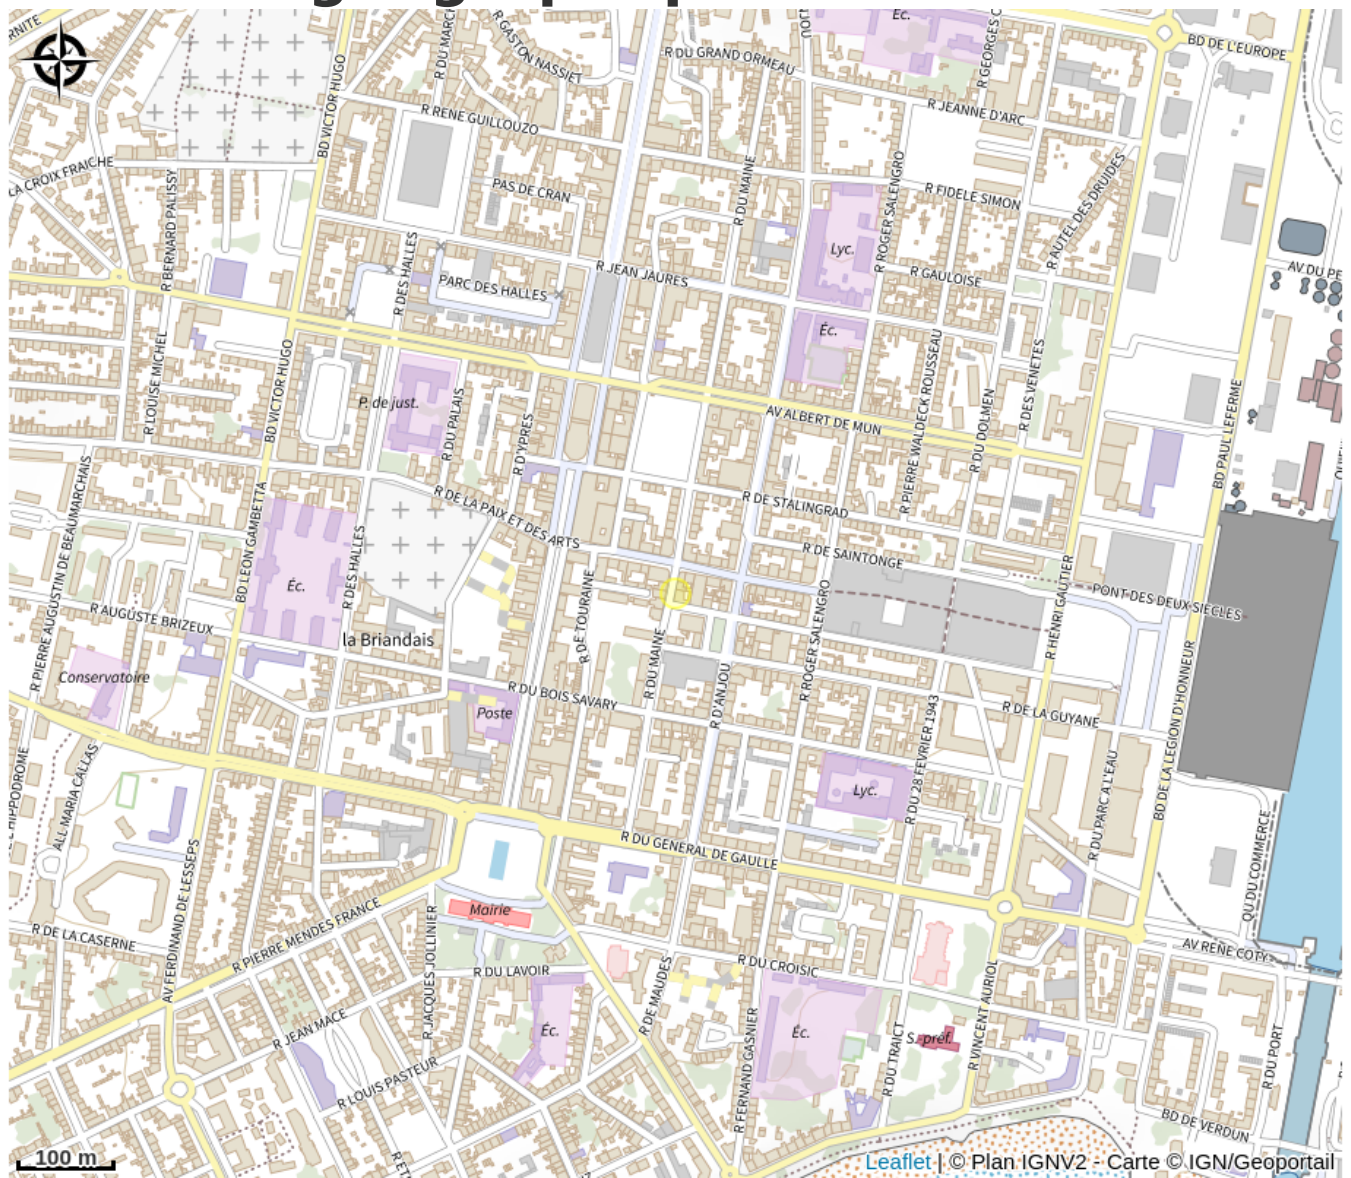 R DU GRAND ORMEAU
R GASTON NASSIET
Éc.
BD DE L'EUROPE
BD VICTOR HUGO
R RENE GUILLOUZO
R JEANNE D'ARC
LA CROIX FRAICHE
PAS DE CRAN
R DU MAINE
R ROGER SALENGRO
R FIDELE SIMON
R AUTEL DES DRUIDES
R BERNARD PALISSY
Lyc.
R DES HALLES
R JEAN JAURES
R GAULOISE
PARC DES HALLES
Éc.
R LOUISE MICHEL
BD VICTOR HUGO
P. de just.
R DU PALAIS
R D'YPRES
AV ALBERT DE MUN
R PIERRE WALDECK ROUSSEAU
R DU DOLMEN
R DES VENETES
BD PAUL LEFERME
R PIERRE AUGUSTIN DE BEAUMARCHAIS
BD LEON GAMBETTA
R DE LA PAIX ET DES ARTS
R DE STALINGRAD
R DE SAINTONGE
R DES HALLES
Éc.
R DE TOURAINE
R AUGUSTE BRIZEUX
la Briandais
R DU MAINE
R ROGER SALENGRO
R HENRI GAUTIER
PONT DES DEUX SIECLES
Conservatoire
R DU BOIS SAVARY
R D'ANJOU
Poste
R DE LA GUYANE
BD DE LA LEGION D'HONNEUR
ALL MARIA CALLAS
Lyc.
R DU 28 FEVRIER 1943
R DU PARC A L'EAU
R DU GENERAL DE GAULLE
QU DU COMMERCE
AV FERDINAND DE LESSEPS
Mairie
R DE LA CASERNE
R PIERRE MENDES FRANCE
R JACQUES JOLLINIER
R DU LAVOIR
R DE MAUDES
R DU CROISIC
AV RENE COTY
R JEAN MACE
Éc.
Éc.
R FERNAND GASNIER
R DU TRAICT
S.-préf.
R VINCENT AURIOL
R DU PORT
R LOUIS PASTEUR
BD DE VERDUN
100 m
Leaflet | © Plan IGNV2 - Carte © IGN/Geoportail